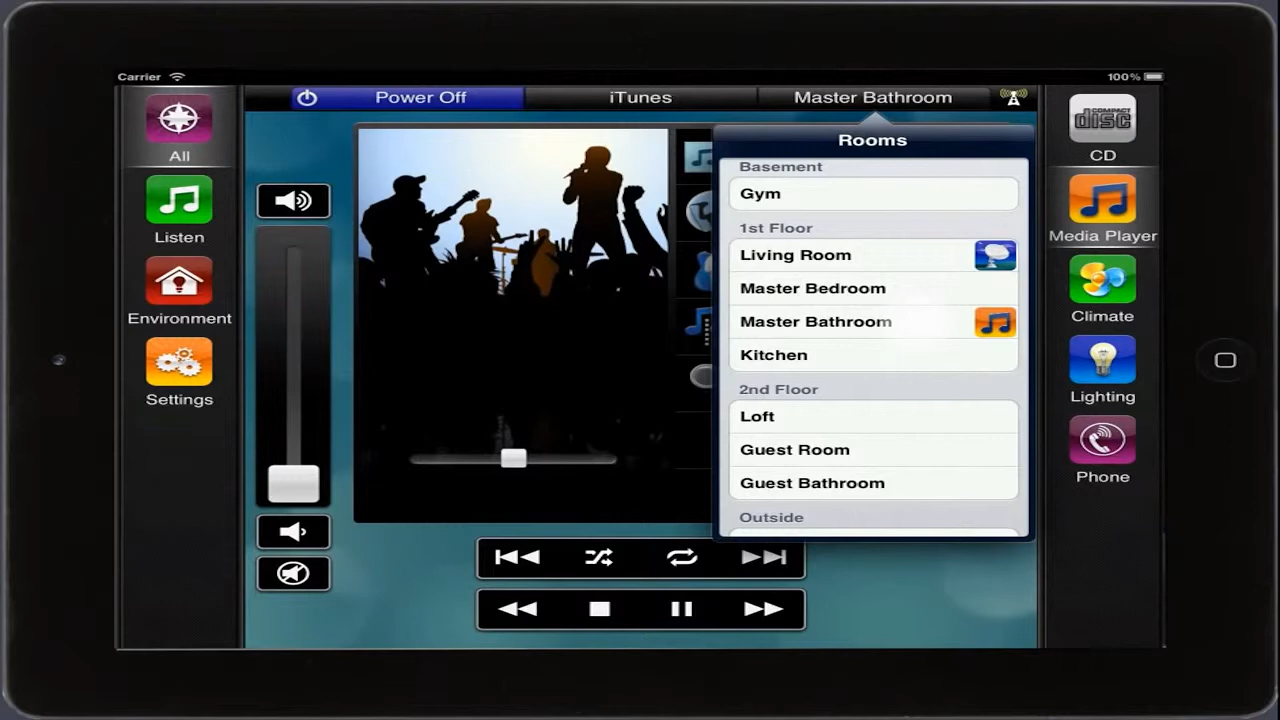 Carrier
100%
Power Off
iTunes
Master Bathroom
All
Listen
Environment
Settings
Rooms
Basement
Gym
1st Floor
Living Room
Master Bedroom
Master Bathroom
Kitchen
2nd Floor
Loft
Guest Room
Guest Bathroom
Outside
COMPACT
disc
CD
Media Player
Climate
Lighting
Phone